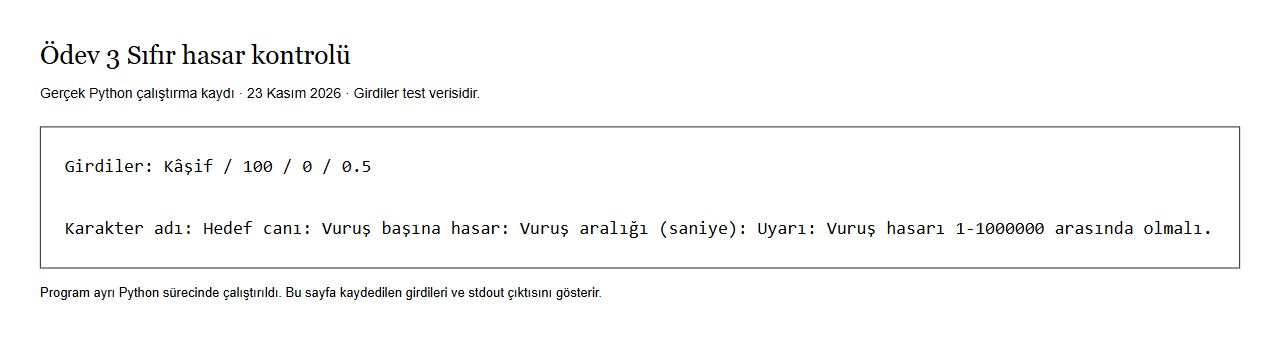 Ödev 3 Sıfır hasar kontrolü
Gerçek Python çalıştırma kaydı · 23 Kasım 2026 · Girdiler test verisidir.
Girdiler: Kâşif / 100 / 0 / 0.5
Karakter adı: Hedef canı: Vuruş başına hasar: Vuruş aralığı (saniye): Uyarı: Vuruş hasarı 1-1000000 arasında olmalı.
Program ayrı Python sürecinde çalıştırıldı. Bu sayfa kaydedilen girdileri ve stdout çıktısını gösterir.